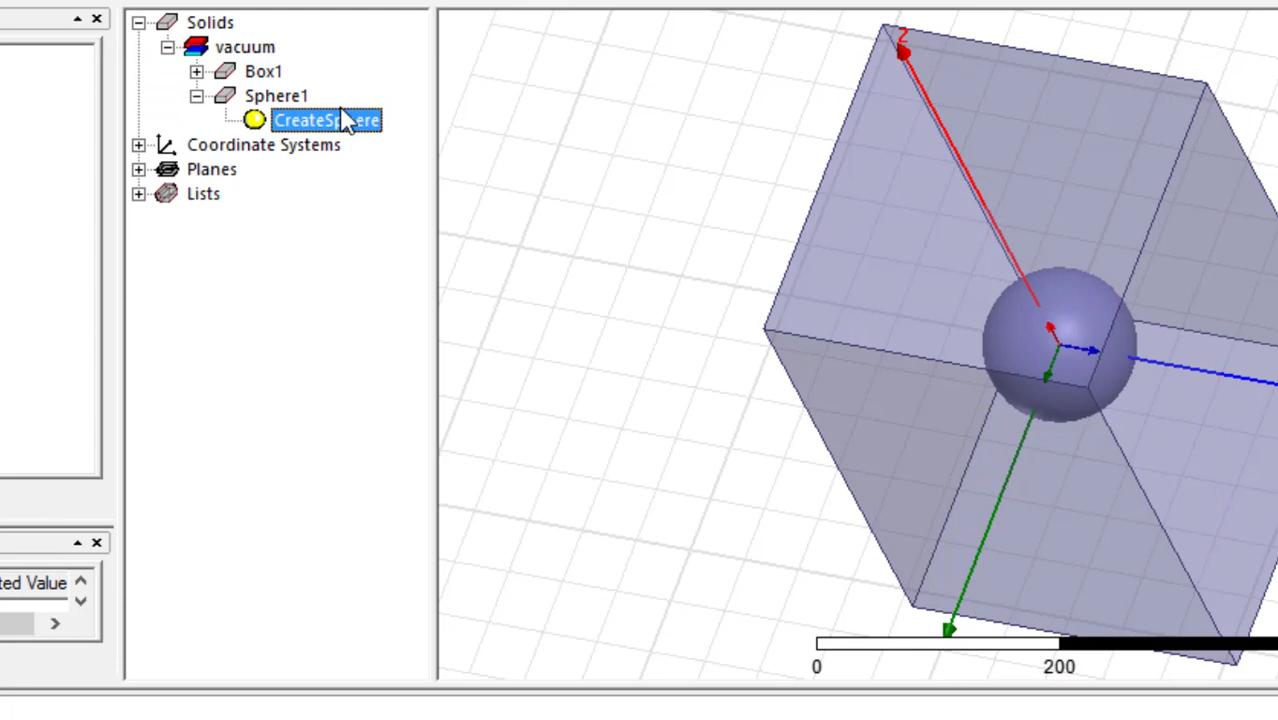 Solids
vacuum
Box1
Sphere1
CreateSphere
Coordinate Systems
Planes
Lists
ted Value
Z
0
200